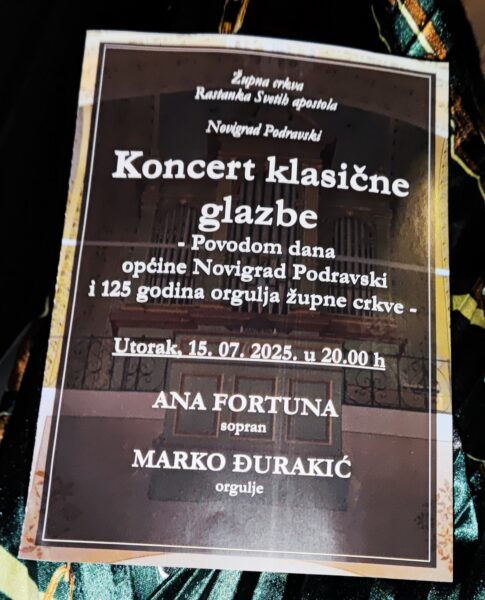 Župna crkva
Rastanka Svetih apostola
Novigrad Podravski
Koncert klasične
glazbe
- Povodom dana
općine Novigrad Podravski
i 125 godina orgulja župne crkve -
Utorak, 15. 07. 2025. u 20.00 h
ANA FORTUNA
sopran
MARKO ĐURAKIĆ
orgulje